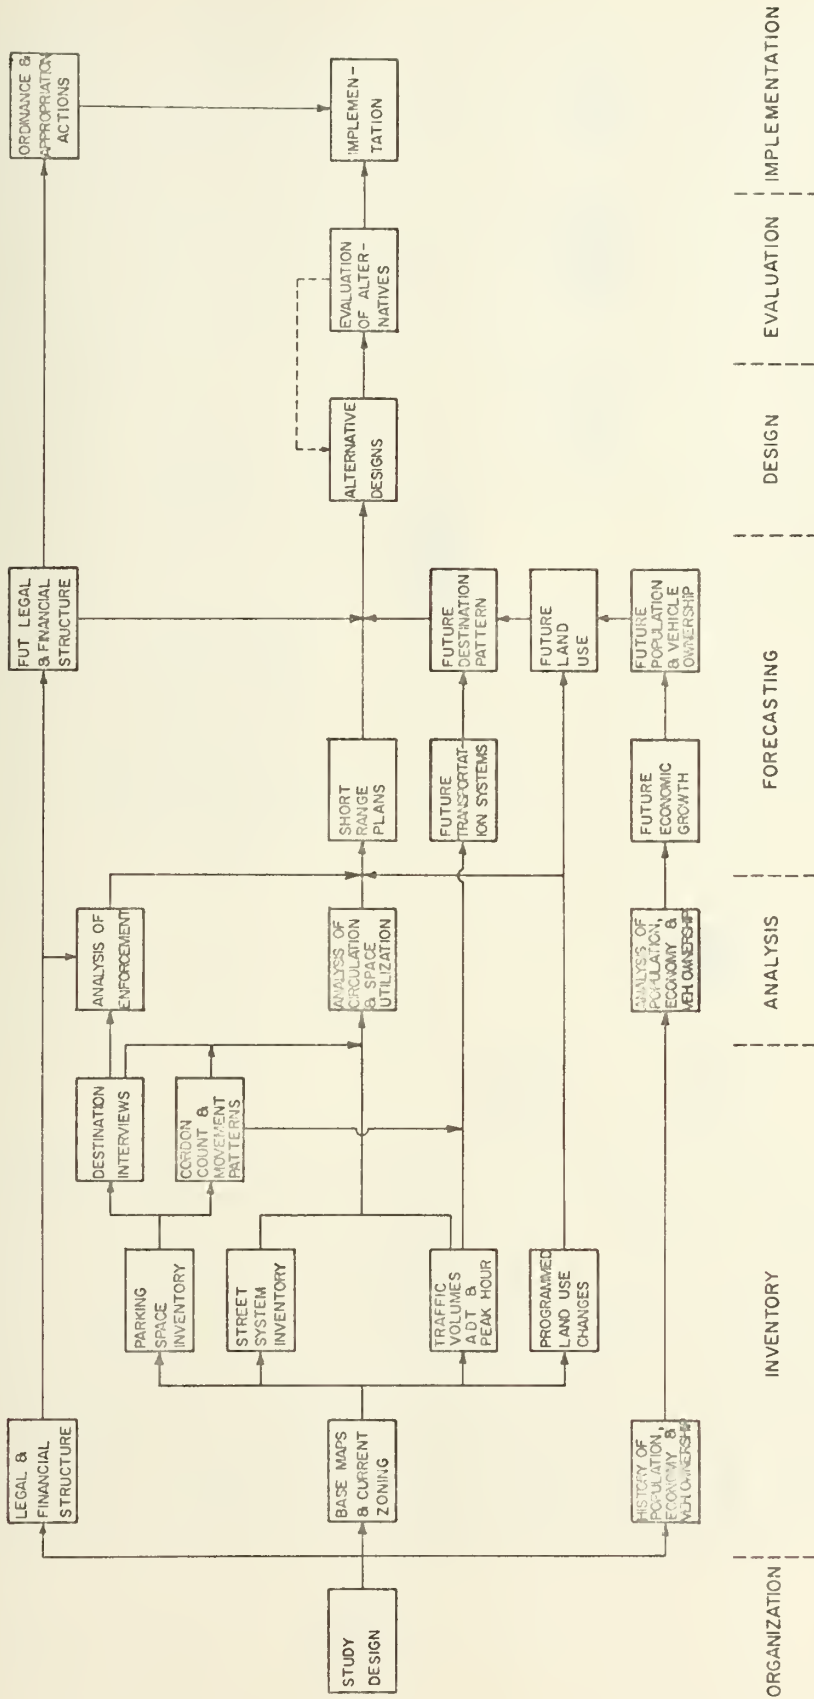 STUDY
DESIGN
LEGAL &
FINANCIAL
STRUCTURE
BASE MAPS
& CURRENT
ZONING
HISTORY OF
POPULATION,
ECONOMY &
VEH. OWNERSHIP
PARKING
SPACE
INVENTORY
STREET
SYSTEM
INVENTORY
TRAFFIC
VOLUMES
ADT &
PEAK HOUR
PROGRAMMED
LAND USE
CHANGES
DESTINATION
INTERVIEWS
CORDON
COUNT &
MOVEMENT
PATTERNS
ANALYSIS OF
ENFORCEMENT
ANALYSIS OF
CIRCULATION
& SPACE
UTILIZATION
ANALYSIS OF
POPULATION,
ECONOMY &
VEH. OWNERSHIP
SHORT
RANGE
PLANS
FUTURE
TRANSPORTAT-
ION SYSTEMS
FUTURE
ECONOMIC
GROWTH
FUT LEGAL
& FINANCIAL
STRUCTURE
FUTURE
DESTINATION
PATTERN
FUTURE
LAND
USE
FUTURE
POPULATION
& VEHICLE
OWNERSHIP
ALTERNATIVE
DESIGNS
EVALUATION
OF ALTER-
NATIVES
ORDINANCE &
APPROPRIATION
ACTIONS
IMPLEMEN-
TATION
ORGANIZATION
INVENTORY
ANALYSIS
FORECASTING
DESIGN
EVALUATION
IMPLEMENTATION